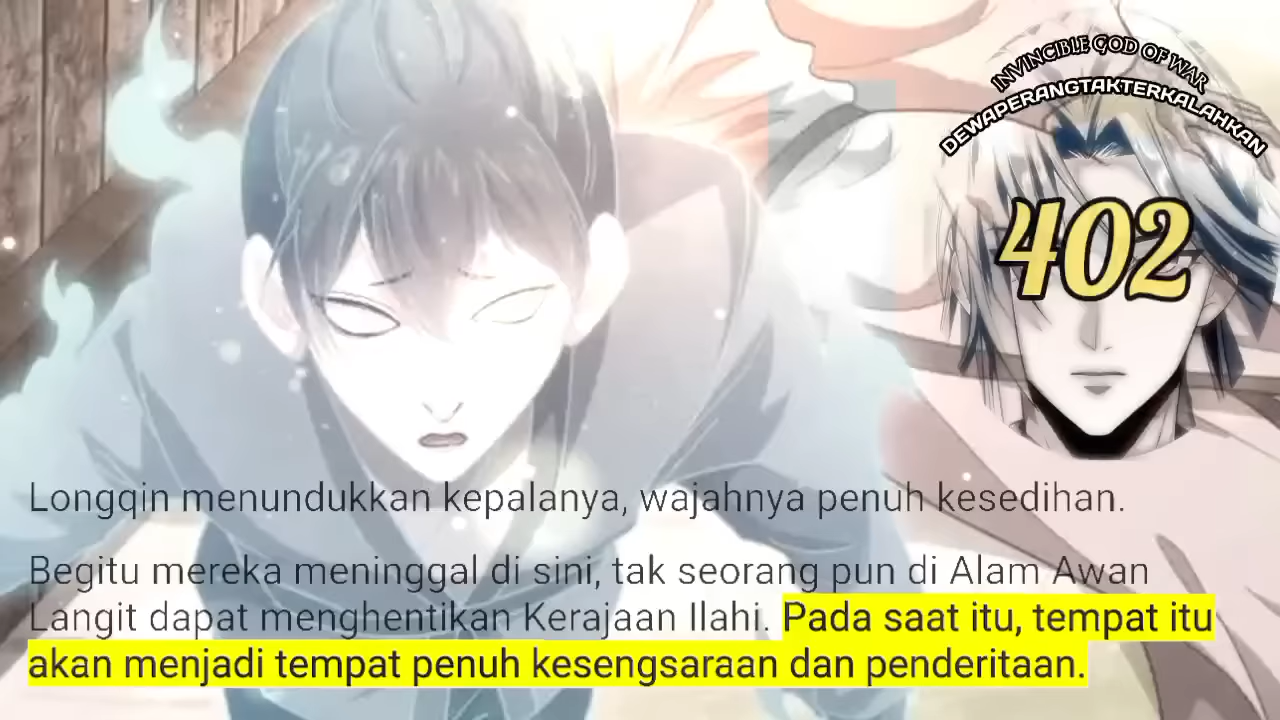 INVINCIBLE GOD OF WAR
DEWAPERANGTAKTERKALAHKAN
402
Longqin menundukkan kepalanya, wajahnya penuh kesedihan.
Begitu mereka meninggal di sini, tak seorang pun di Alam Awan
Langit dapat menghentikan Kerajaan Ilahi. Pada saat itu, tempat itu
akan menjadi tempat penuh kesengsaraan dan penderitaan.